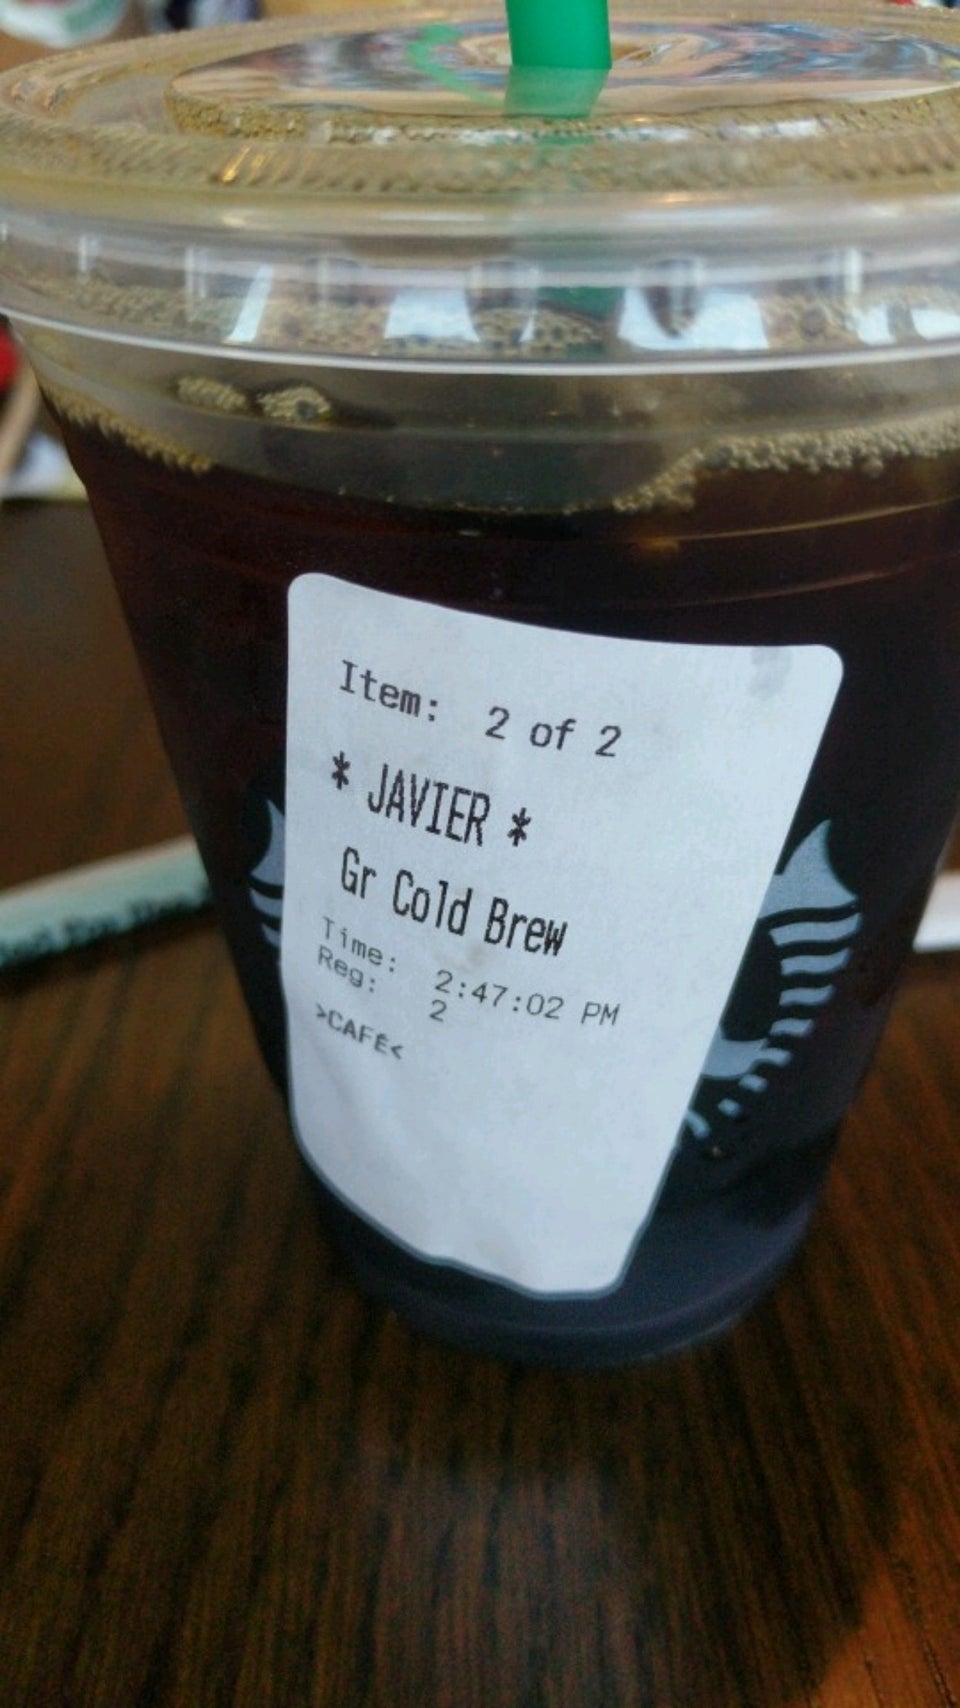 Item: 2 of 2
* JAVIER *
Gr Cold Brew
Time: 2:47:02 PM
Reg: 2
>CAFE<